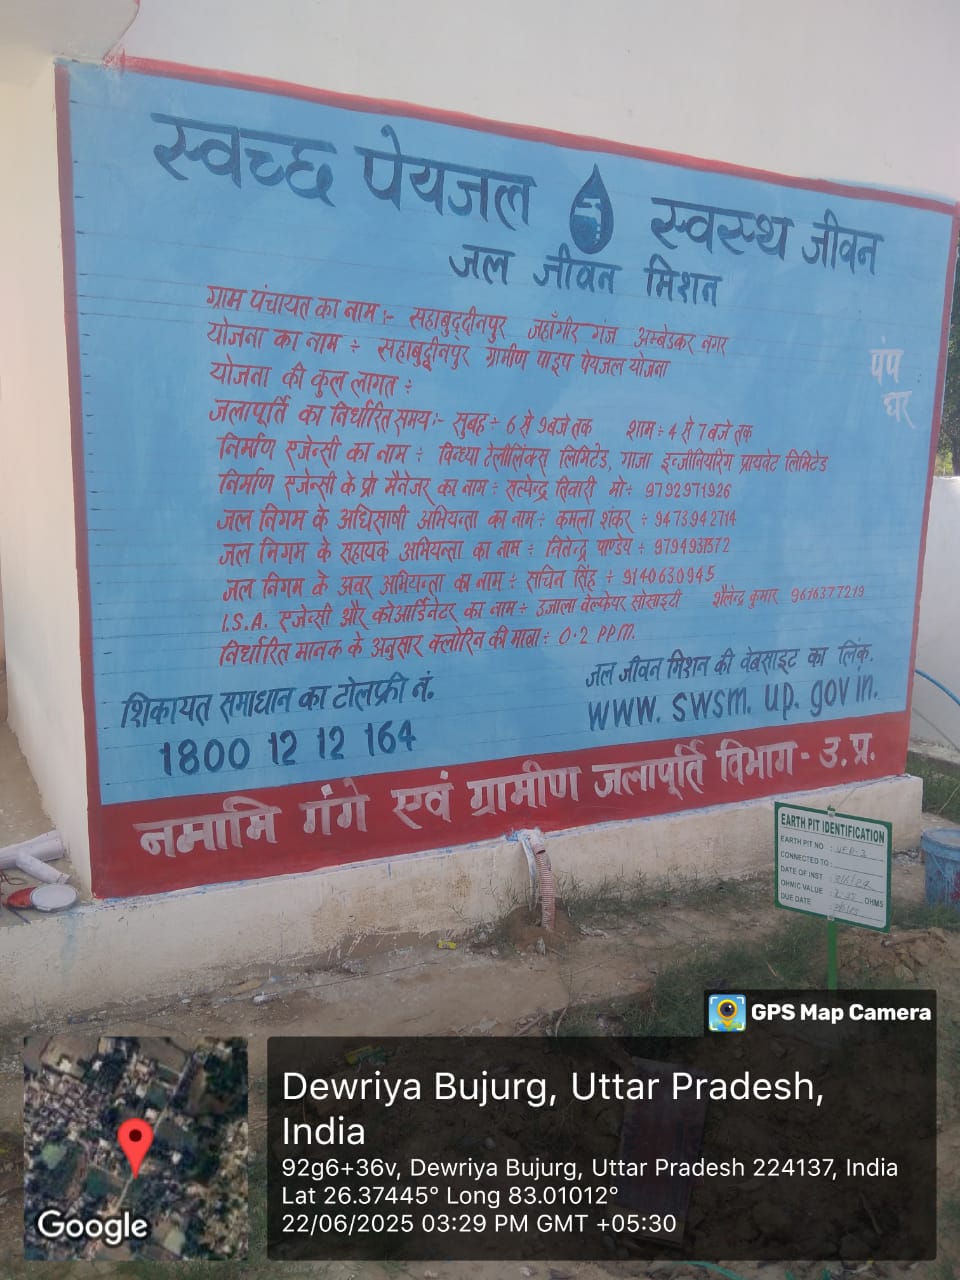 स्वच्छ पेयजल स्वस्थ जीवन
जल जीवन मिशन
ग्राम पंचायत का नाम :- सहाबुद्दीनपुर जहाँगीर गंज अम्बेडकर नगर
योजना का नाम ÷ सहाबुद्दीनपुर ग्रामीण पाइप पेयजल योजना
योजना की कुल लागत ÷
जलापूर्ति का निर्धारित समय:- सुबह ÷ 6 से 9 बजे तक शाम ÷ 4 से 7 बजे तक
निर्माण एजेन्सी का नाम ÷ विन्ध्या टेलीलिंक्स लिमिटेड, गाजा इन्जीनियरिंग प्रायवेट लिमिटेड
निर्माण एजेन्सी के प्रो मैनेजर का नाम ÷ सत्येन्द्र तिवारी मो÷ 9792971926
जल निगम के अधिसाषी अभियन्ता का नाम ÷ कमला शंकर ÷ 9473942714
जल निगम के सहायक अभियन्ता का नाम ÷ नितेन्द्र पाण्डेय ÷
जल निगम के अवर अभियन्ता का नाम ÷ सचिन सिंह ÷ 9140630945
I.S.A. एजेन्सी और कोआर्डिनेटर का नाम ÷ उजाला वेल्फेयर सोसाइटी शैलेन्द्र कुमार 9616377219
निर्धारित मानक के अनुसार क्लोरिन की मात्रा ÷ 0.2 PPM.
पंप
घर
शिकायत समाधान का टोलफ्री नं.
1800 12 12 164
जल जीवन मिशन की वेबसाइट का लिंक.
www. swsm. up. gov in.
नमामि गंगे एवं ग्रामीण जलापूर्ति विभाग - उ. प्र.
EARTH PIT IDENTIFICATION
EARTH PIT NO :
CONNECTED TO :
DATE OF INST :
OHMIC VALUE : OHMS
DUE DATE :
GPS Map Camera
Dewriya Bujurg, Uttar Pradesh,
India
92g6+36v, Dewriya Bujurg, Uttar Pradesh 224137, India
Lat 26.37445° Long 83.01012°
22/06/2025 03:29 PM GMT +05:30
Google